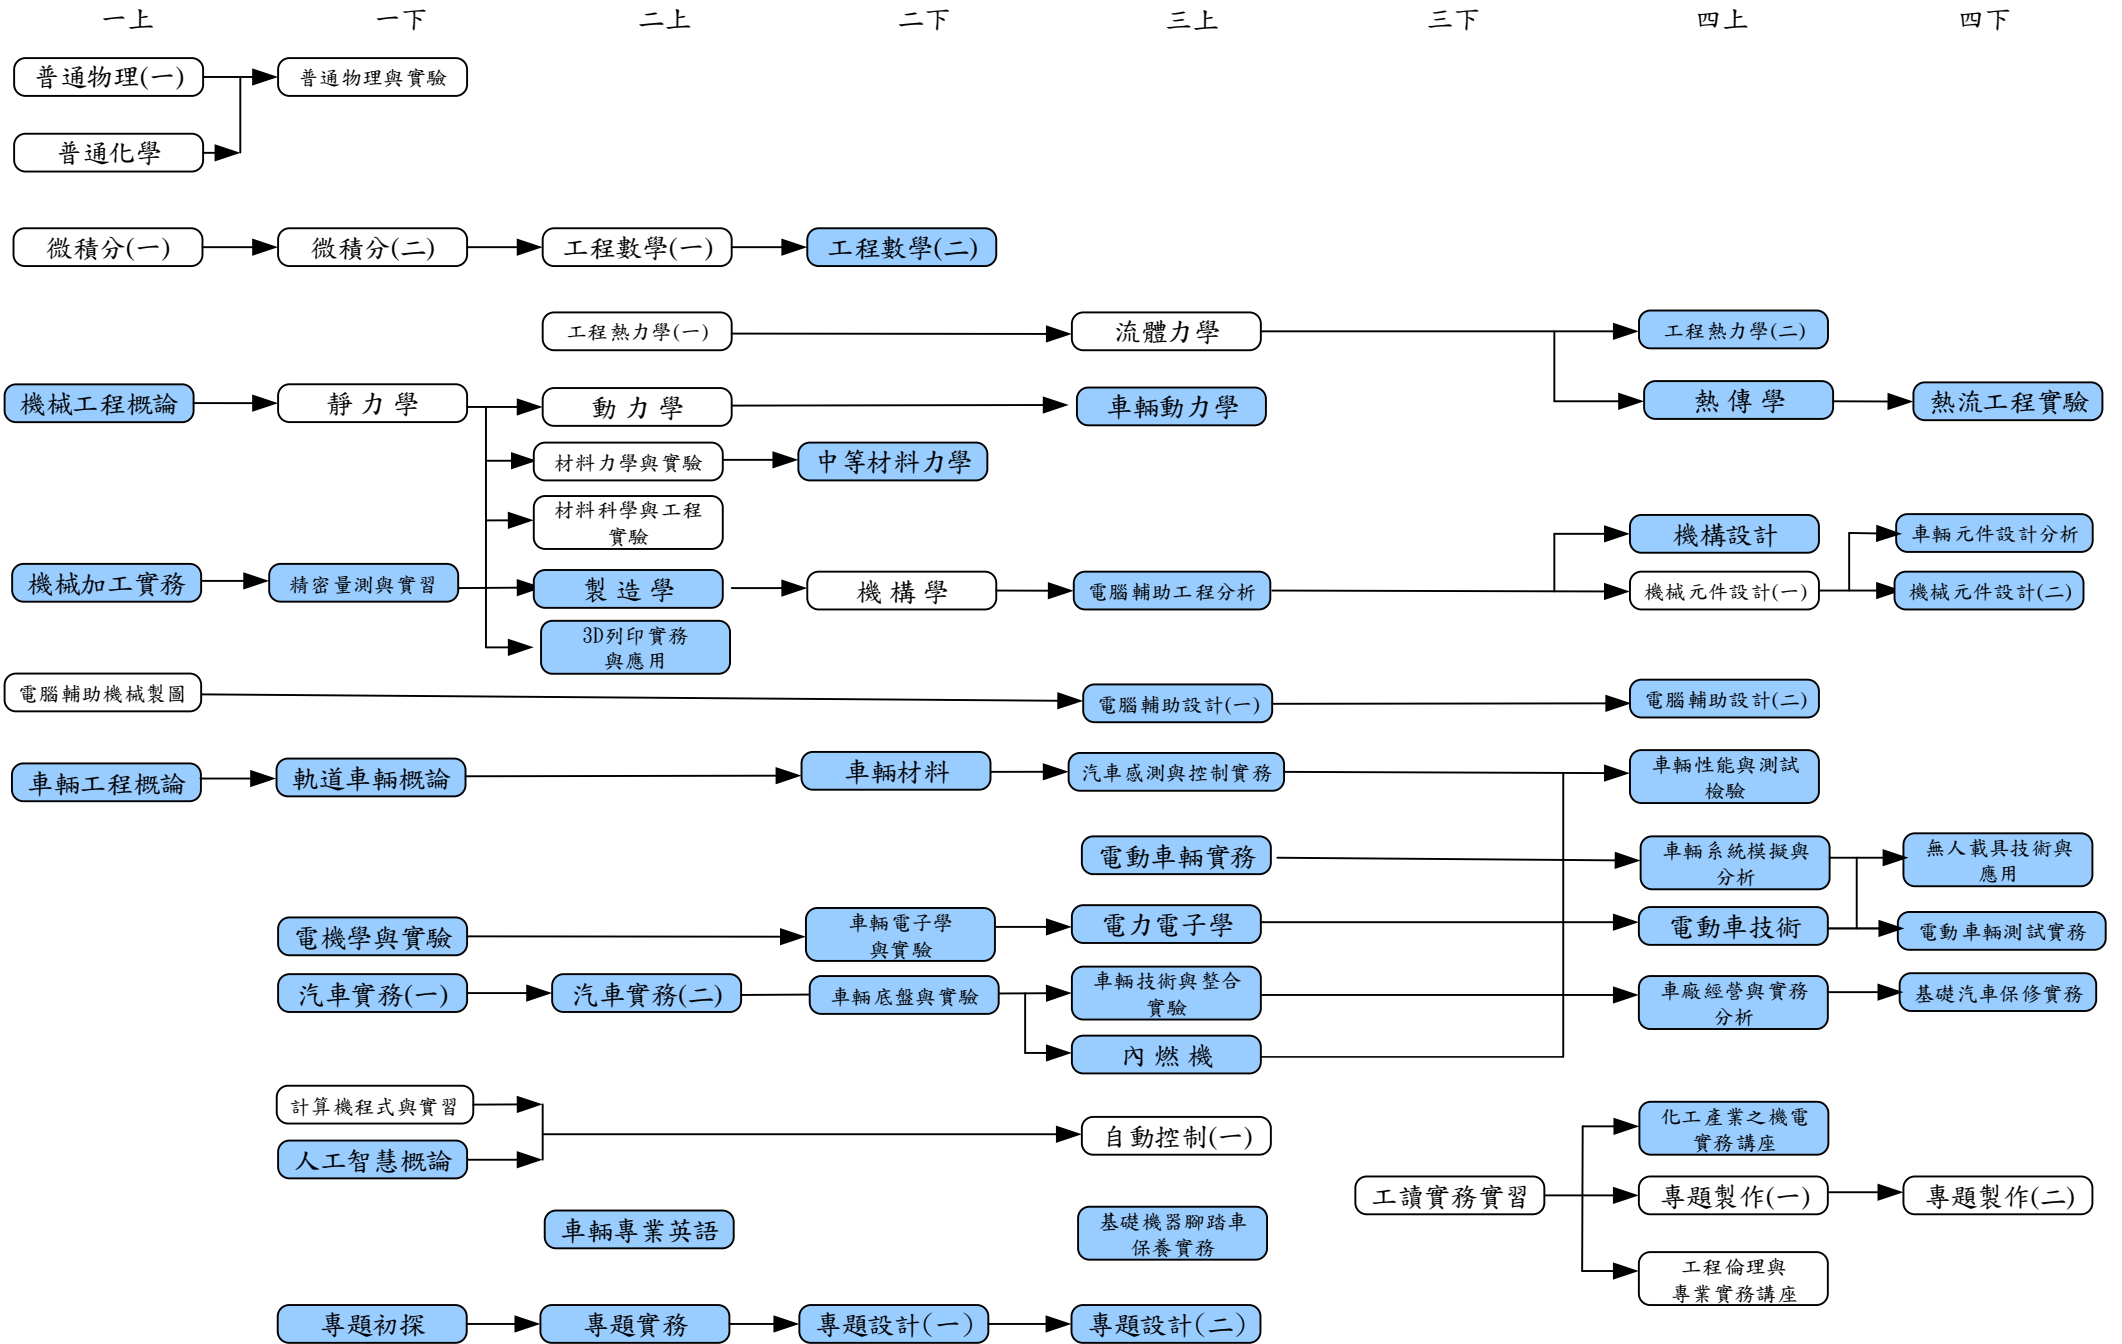 一上 一下 二上 二下 三上 三下 四上 四下
普通物理(一) 普通物理與實驗
普通化學
微積分(一) 微積分(二) 工程數學(一) 工程數學(二)
工程熱力學(一) 流體力學 工程熱力學(二)
機械工程概論 靜力學 動力學 車輛動力學 熱傳學 熱流工程實驗
材料力學與實驗 中等材料力學
材料科學與工程
實驗
機構設計 車輛元件設計分析
機械加工實務 精密量測與實習 製造學 機構學 電腦輔助工程分析 機械元件設計(一) 機械元件設計(二)
3D列印實務
與應用
電腦輔助機械製圖 電腦輔助設計(一) 電腦輔助設計(二)
車輛工程概論 軌道車輛概論 車輛材料 汽車感測與控制實務 車輛性能與測試
檢驗
電動車輛實務 車輛系統模擬與
分析
無人載具技術與
應用
電機學與實驗 車輛電子學
與實驗
電力電子學 電動車技術 電動車輛測試實務
汽車實務(一) 汽車實務(二) 車輛底盤與實驗 車輛技術與整合
實驗
車廠經營與實務
分析
基礎汽車保修實務
內燃機
計算機程式與實習
人工智慧概論 自動控制(一) 化工產業之機電
實務講座
工讀實務實習 專題製作(一) 專題製作(二)
車輛專業英語 基礎機器腳踏車
保養實務
工程倫理與
專業實務講座
專題初探 專題實務 專題設計(一) 專題設計(二)